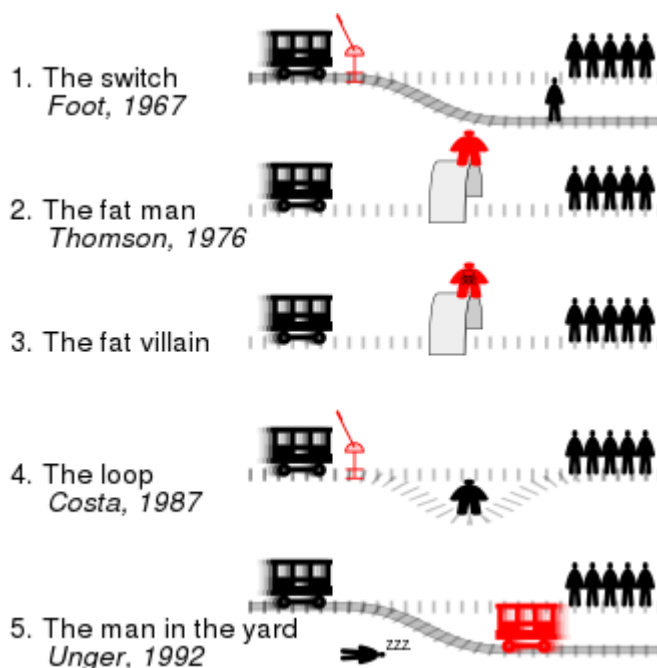 1. The switch
Foot, 1967
2. The fat man
Thomson, 1976
3. The fat villain
4. The loop
Costa, 1987
5. The man in the yard
zzz
Unger, 1992